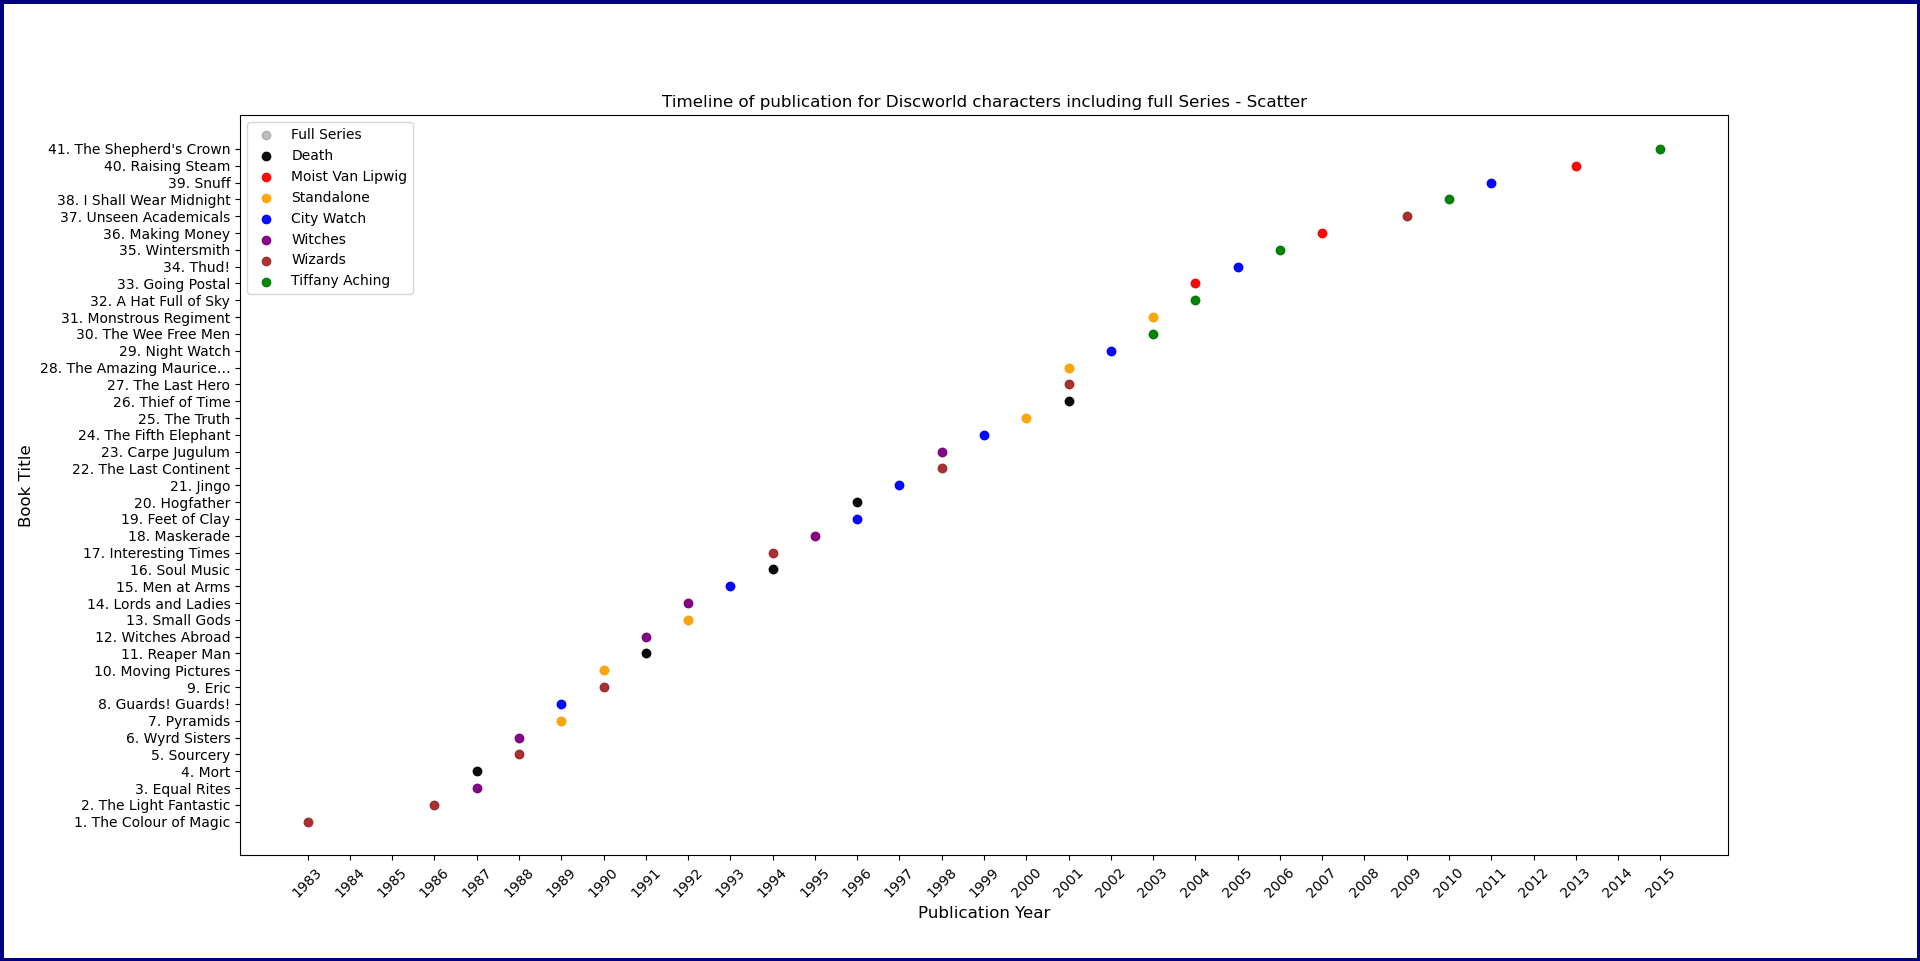 Timeline of publication for Discworld characters including full Series - Scatter
Full Series
Death
Moist Van Lipwig
Standalone
City Watch
Witches
Wizards
Tiffany Aching
Book Title
41. The Shepherd's Crown
40. Raising Steam
39. Snuff
38. I Shall Wear Midnight
37. Unseen Academicals
36. Making Money
35. Wintersmith
34. Thud!
33. Going Postal
32. A Hat Full of Sky
31. Monstrous Regiment
30. The Wee Free Men
29. Night Watch
28. The Amazing Maurice...
27. The Last Hero
26. Thief of Time
25. The Truth
24. The Fifth Elephant
23. Carpe Jugulum
22. The Last Continent
21. Jingo
20. Hogfather
19. Feet of Clay
18. Maskerade
17. Interesting Times
16. Soul Music
15. Men at Arms
14. Lords and Ladies
13. Small Gods
12. Witches Abroad
11. Reaper Man
10. Moving Pictures
9. Eric
8. Guards! Guards!
7. Pyramids
6. Wyrd Sisters
5. Sourcery
4. Mort
3. Equal Rites
2. The Light Fantastic
1. The Colour of Magic
1983 1984 1985 1986 1987 1988 1989 1990 1991 1992 1993 1994 1995 1996 1997 1998 1999 2000 2001 2002 2003 2004 2005 2006 2007 2008 2009 2010 2011 2012 2013 2014 2015
Publication Year